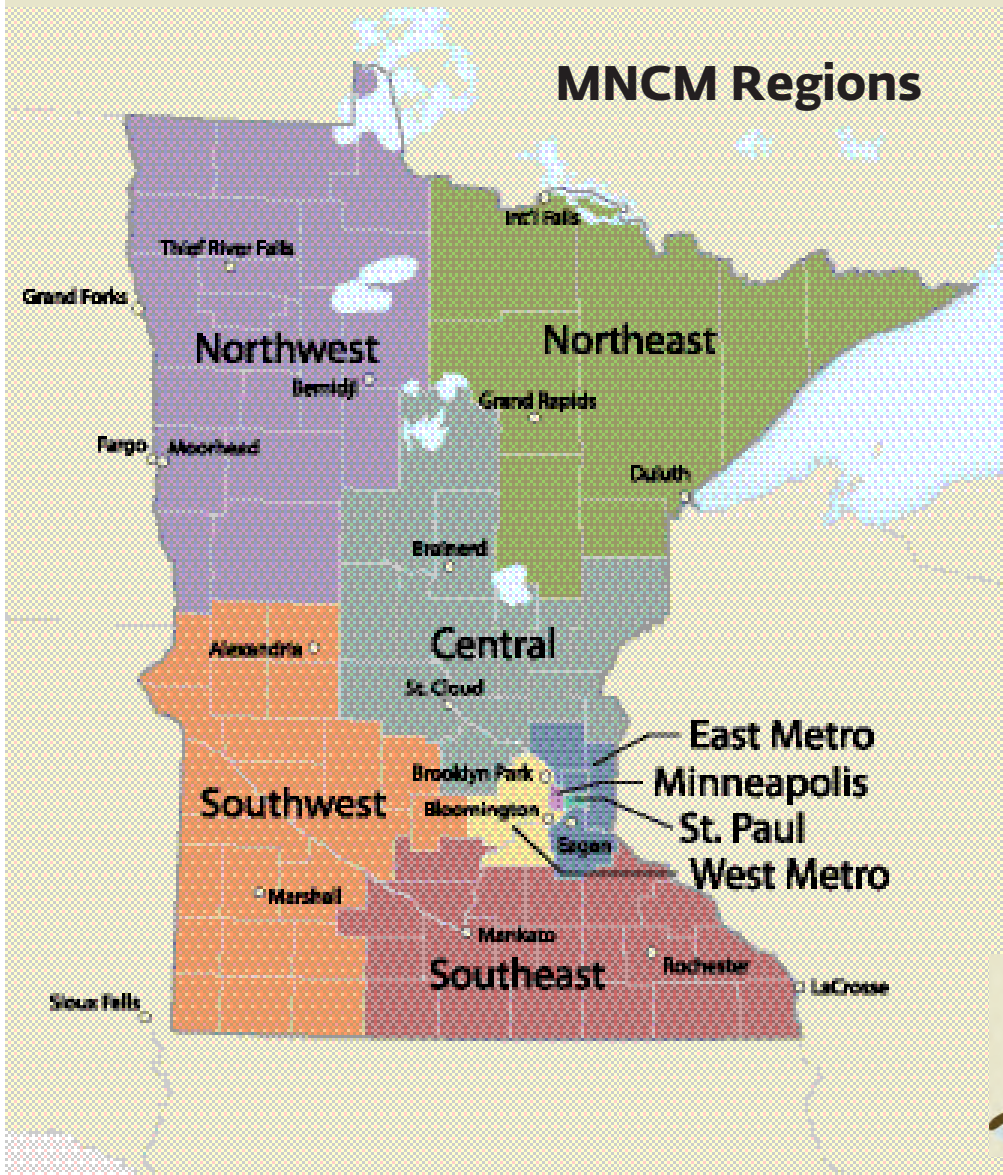 MNCM Regions
Int'l Falls
Thief River Falls
Grand Forks
Northwest
Northeast
Bemidji
Grand Rapids
Fargo
Moorhead
Duluth
Brainerd
Central
Alexandria
St. Cloud
East Metro
Brooklyn Park
Minneapolis
Southwest
Bloomington
St. Paul
Eagan
West Metro
Marshall
Mankato
Southeast
Rochester
LaCrosse
Sioux Falls